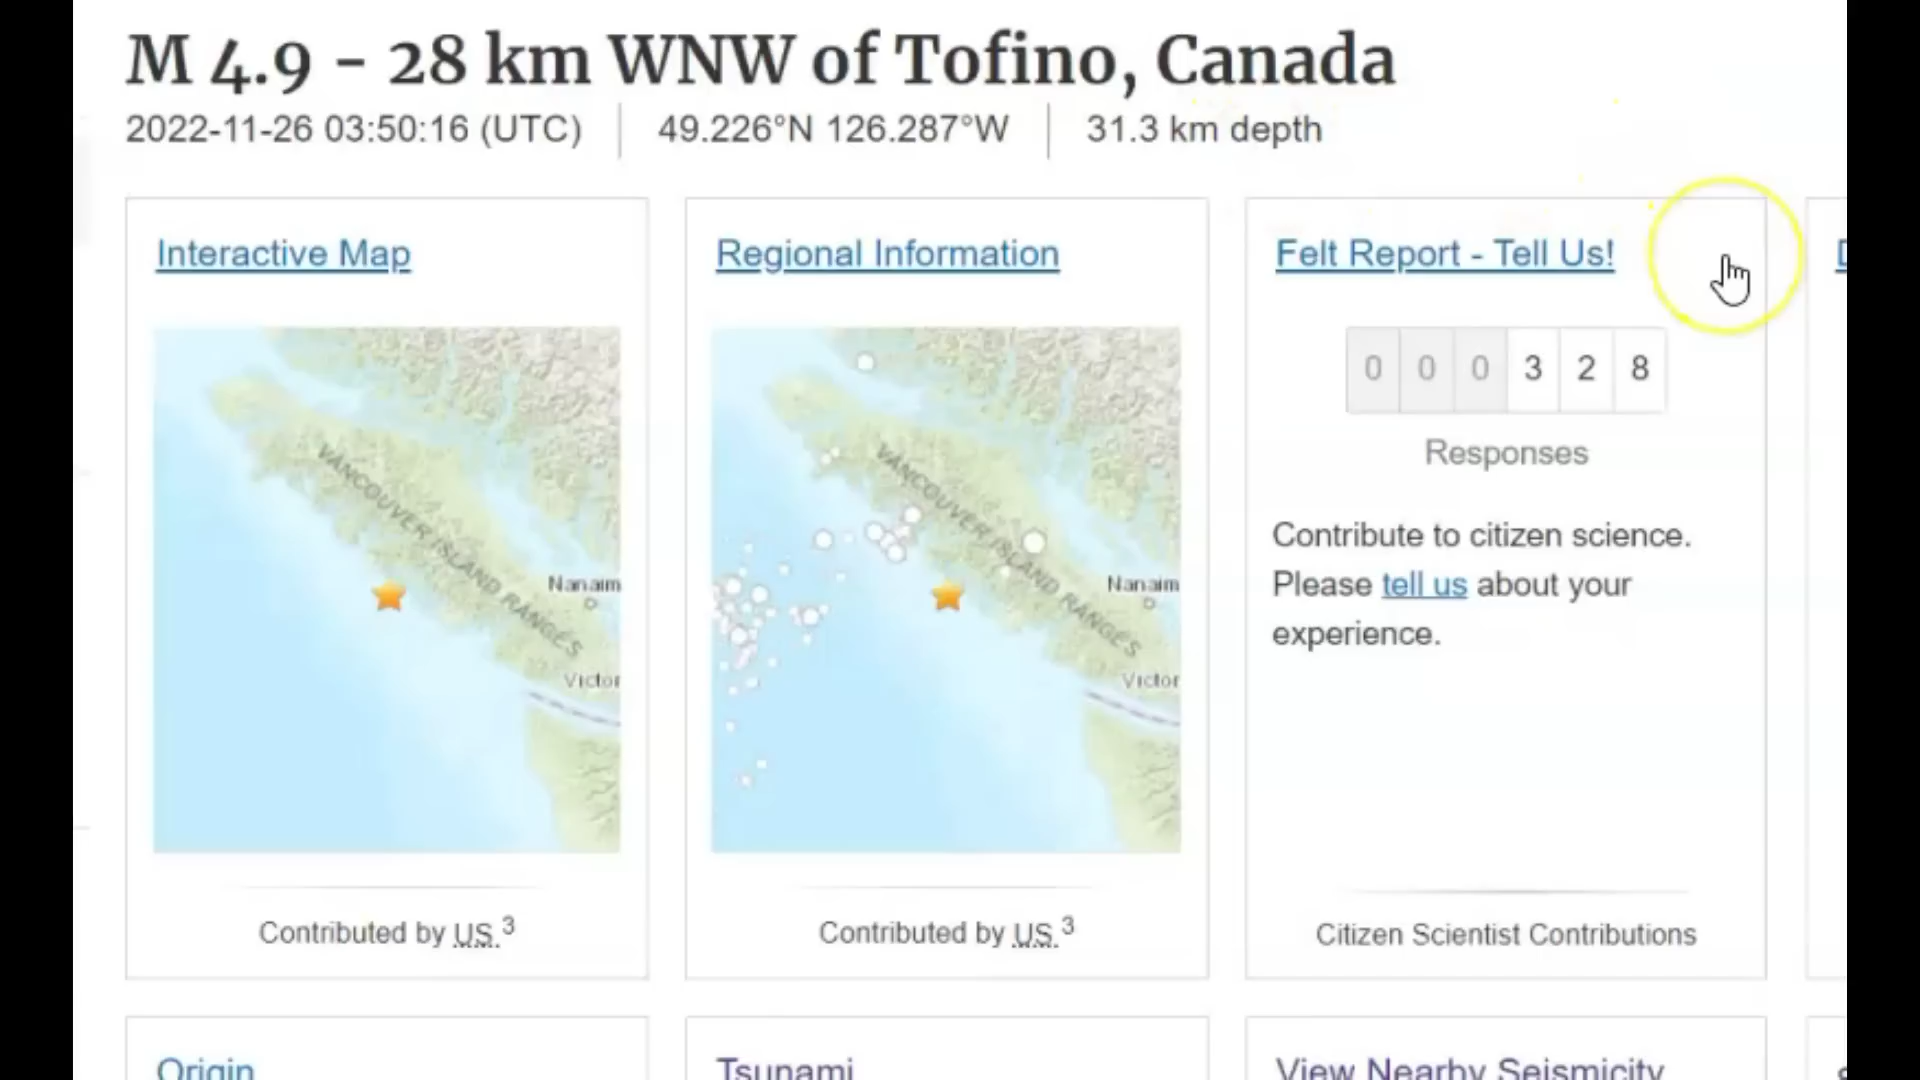 M 4.9 - 28 km WNW of Tofino, Canada
2022-11-26 03:50:16 (UTC) 49.226°N 126.287°W 31.3 km depth
Interactive Map
VANCOUVER ISLAND RANGES
Nanaim
Victor
Contributed by US.3
Regional Information
VANCOUVER ISLAND RANGES
Nanaim
Victor
Contributed by US.3
Felt Report - Tell Us!
0 0 0 3 2 8
Responses
Contribute to citizen science.
Please tell us about your
experience.
Citizen Scientist Contributions
Origin
Tsunami
View Nearby Seismicity